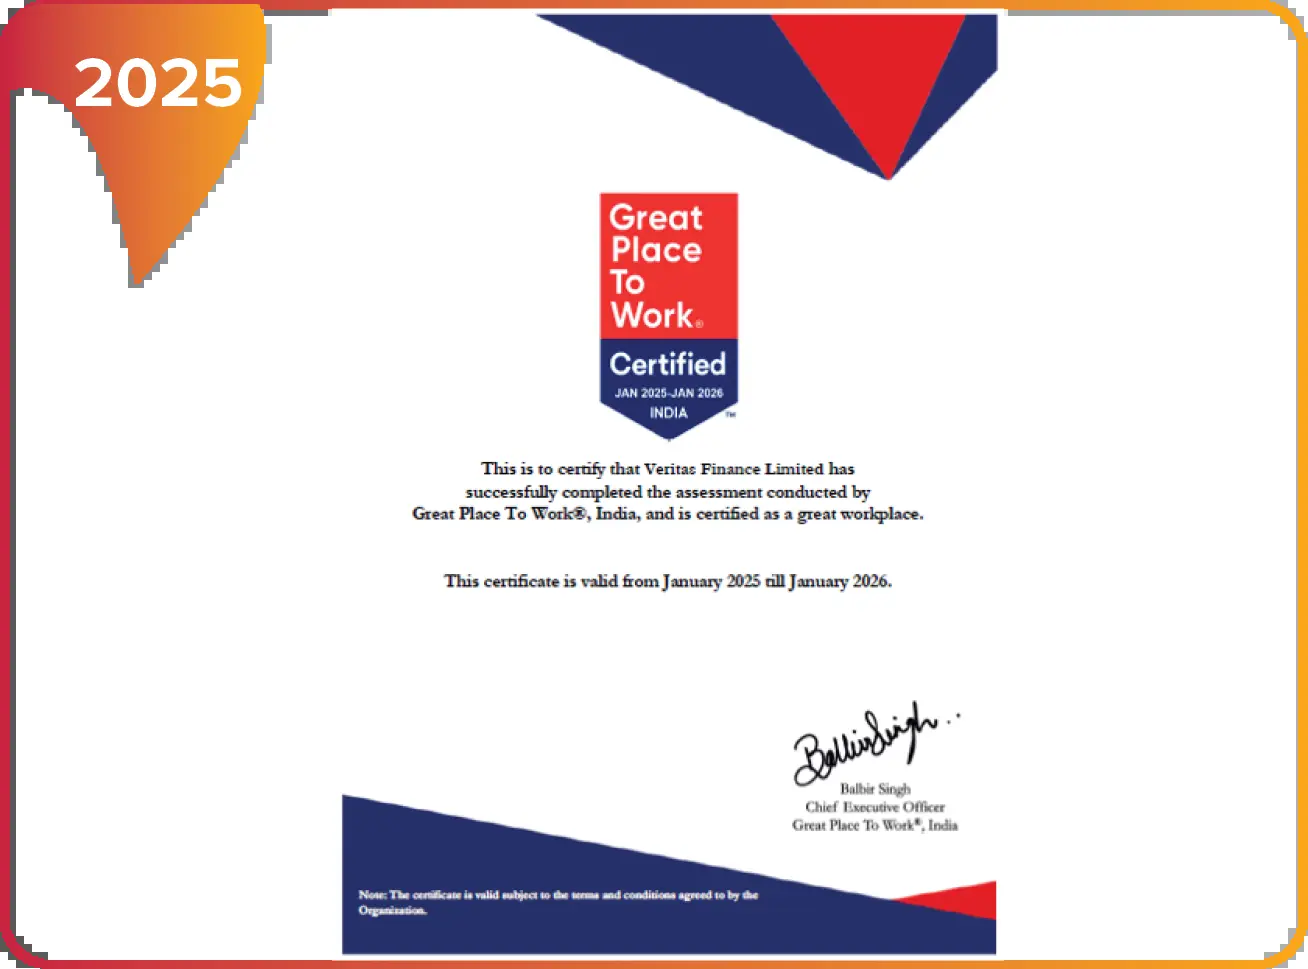 2025
Great
Place
To
Work®
Certified
JAN 2025-JAN 2026
INDIA
™
This is to certify that Veritas Finance Limited has
successfully completed the assessment conducted by
Great Place To Work®, India, and is certified as a great workplace.
This certificate is valid from January 2025 till January 2026.
Balbir Singh..
Balbir Singh
Chief Executive Officer
Great Place To Work®, India
Note: The certificate is valid subject to the terms and conditions agreed to by the
Organization.